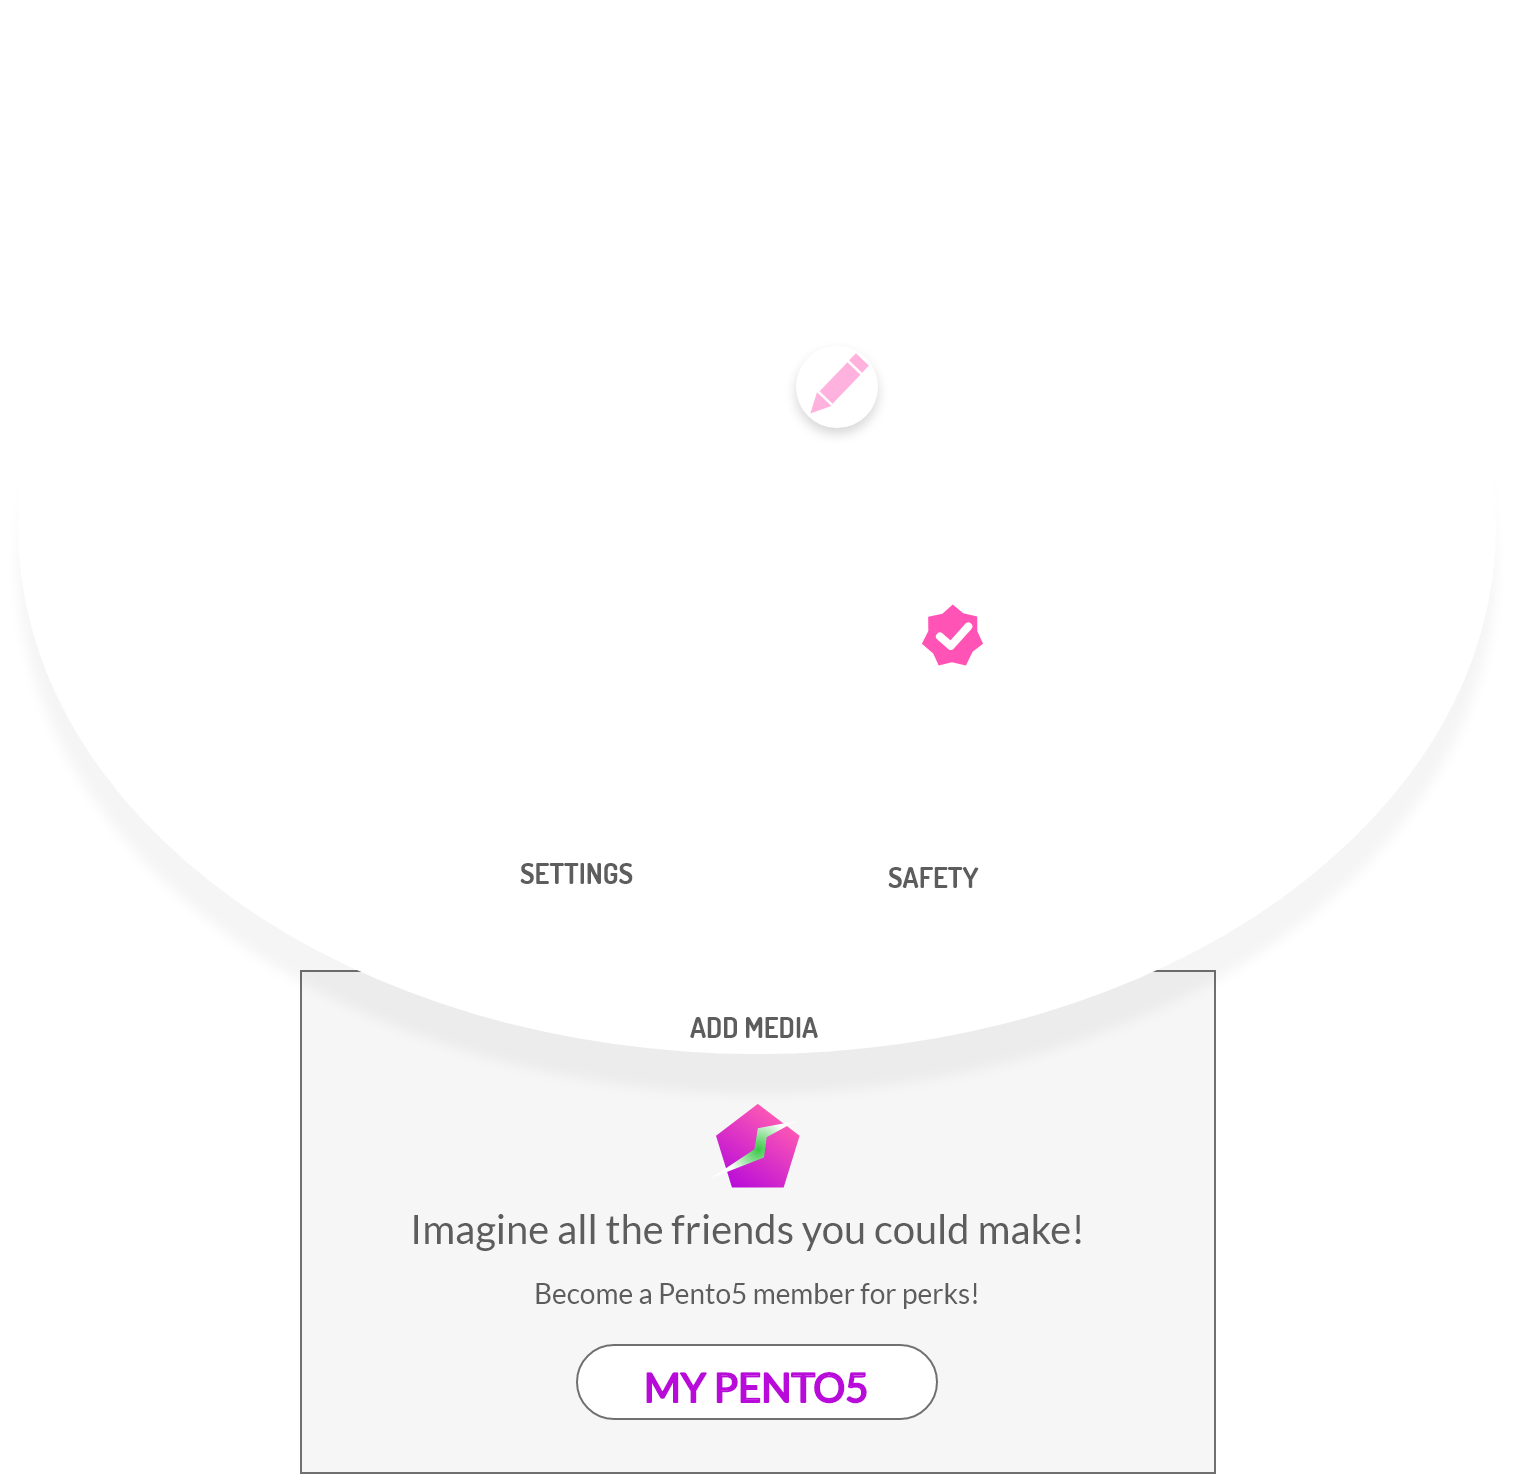 SETTINGS
SAFETY
ADD MEDIA
Imagine all the friends you could make!
Become a Pento5 member for perks!
MY PENTO5